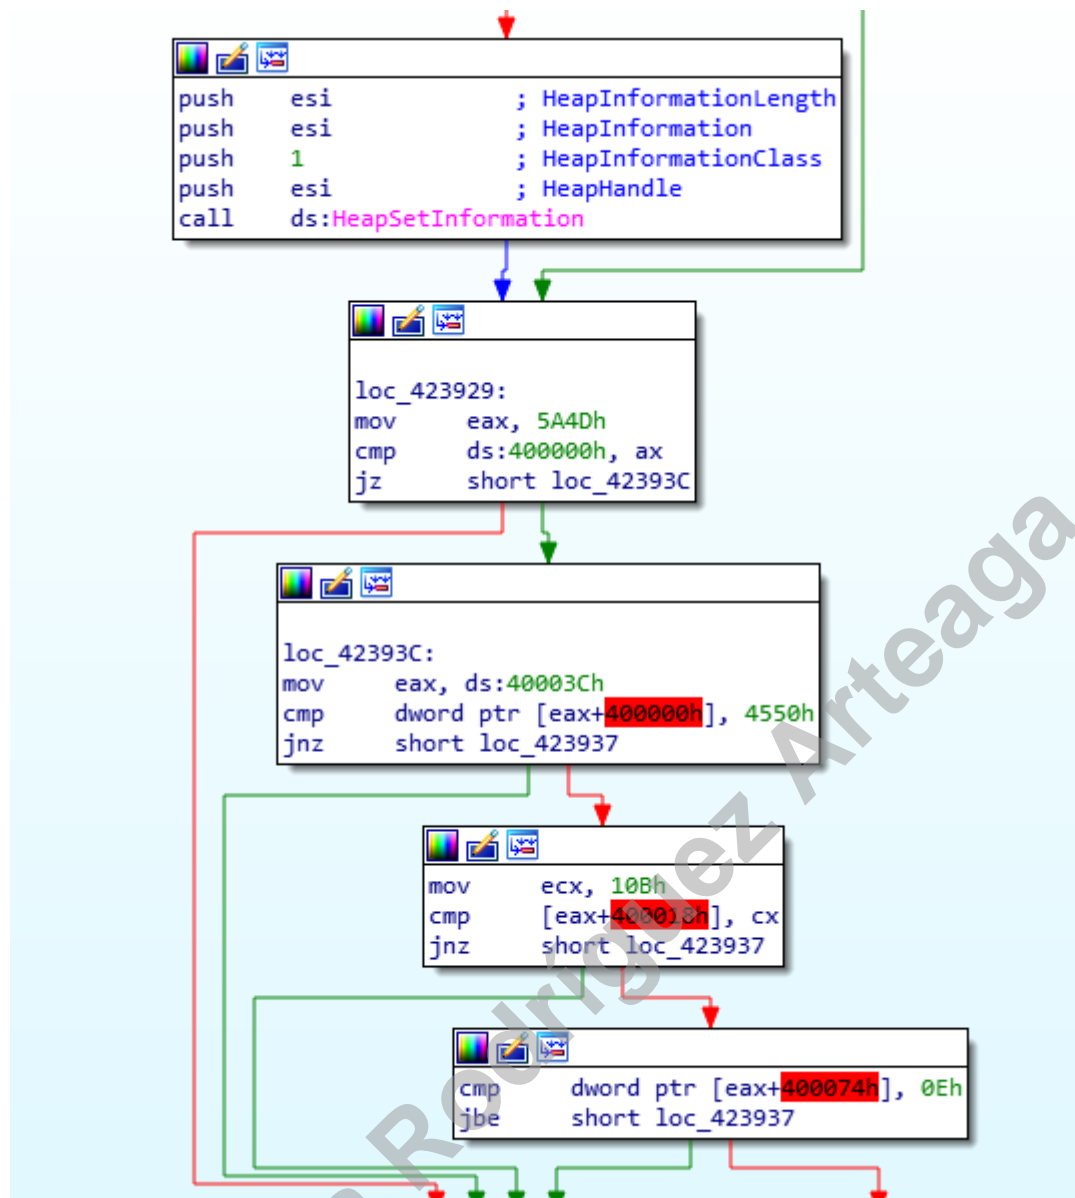 push esi ; HeapInformationLength
push esi ; HeapInformation
push 1 ; HeapInformationClass
push esi ; HeapHandle
call ds:HeapSetInformation
loc_423929:
mov eax, 5A4Dh
cmp ds:400000h, ax
jz short loc_42393C
loc_42393C:
mov eax, ds:40003Ch
cmp dword ptr [eax+400000h], 4550h
jnz short loc_423937
mov ecx, 10Bh
cmp [eax+400018h], cx
jnz short loc_423937
cmp dword ptr [eax+400074h], 0Eh
jbe short loc_423937
Rodríguez Arteaga